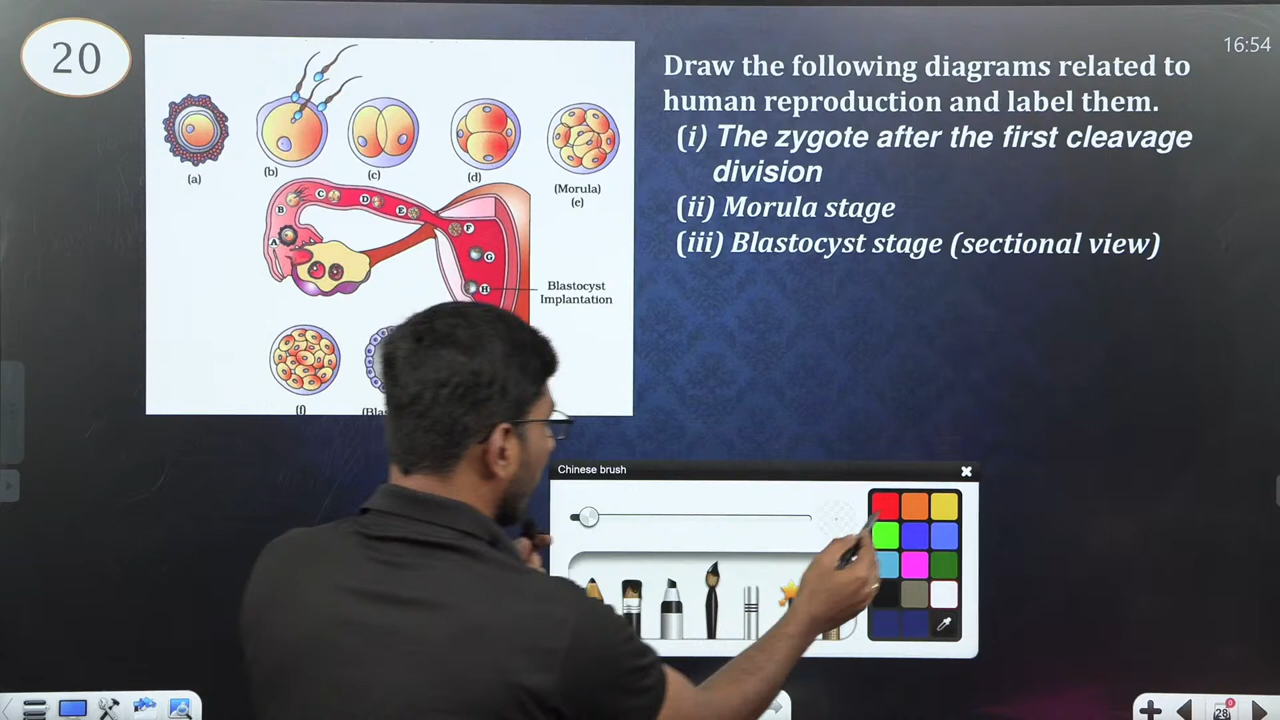 20
16:54
Draw the following diagrams related to
human reproduction and label them.
(i) The zygote after the first cleavage
division
(ii) Morula stage
(iii) Blastocyst stage (sectional view)
(a)
(b)
(c)
(d)
(Morula)
(e)
A
B
C
D
E
F
G
H
Blastocyst
Implantation
(f)
Chinese brush
28